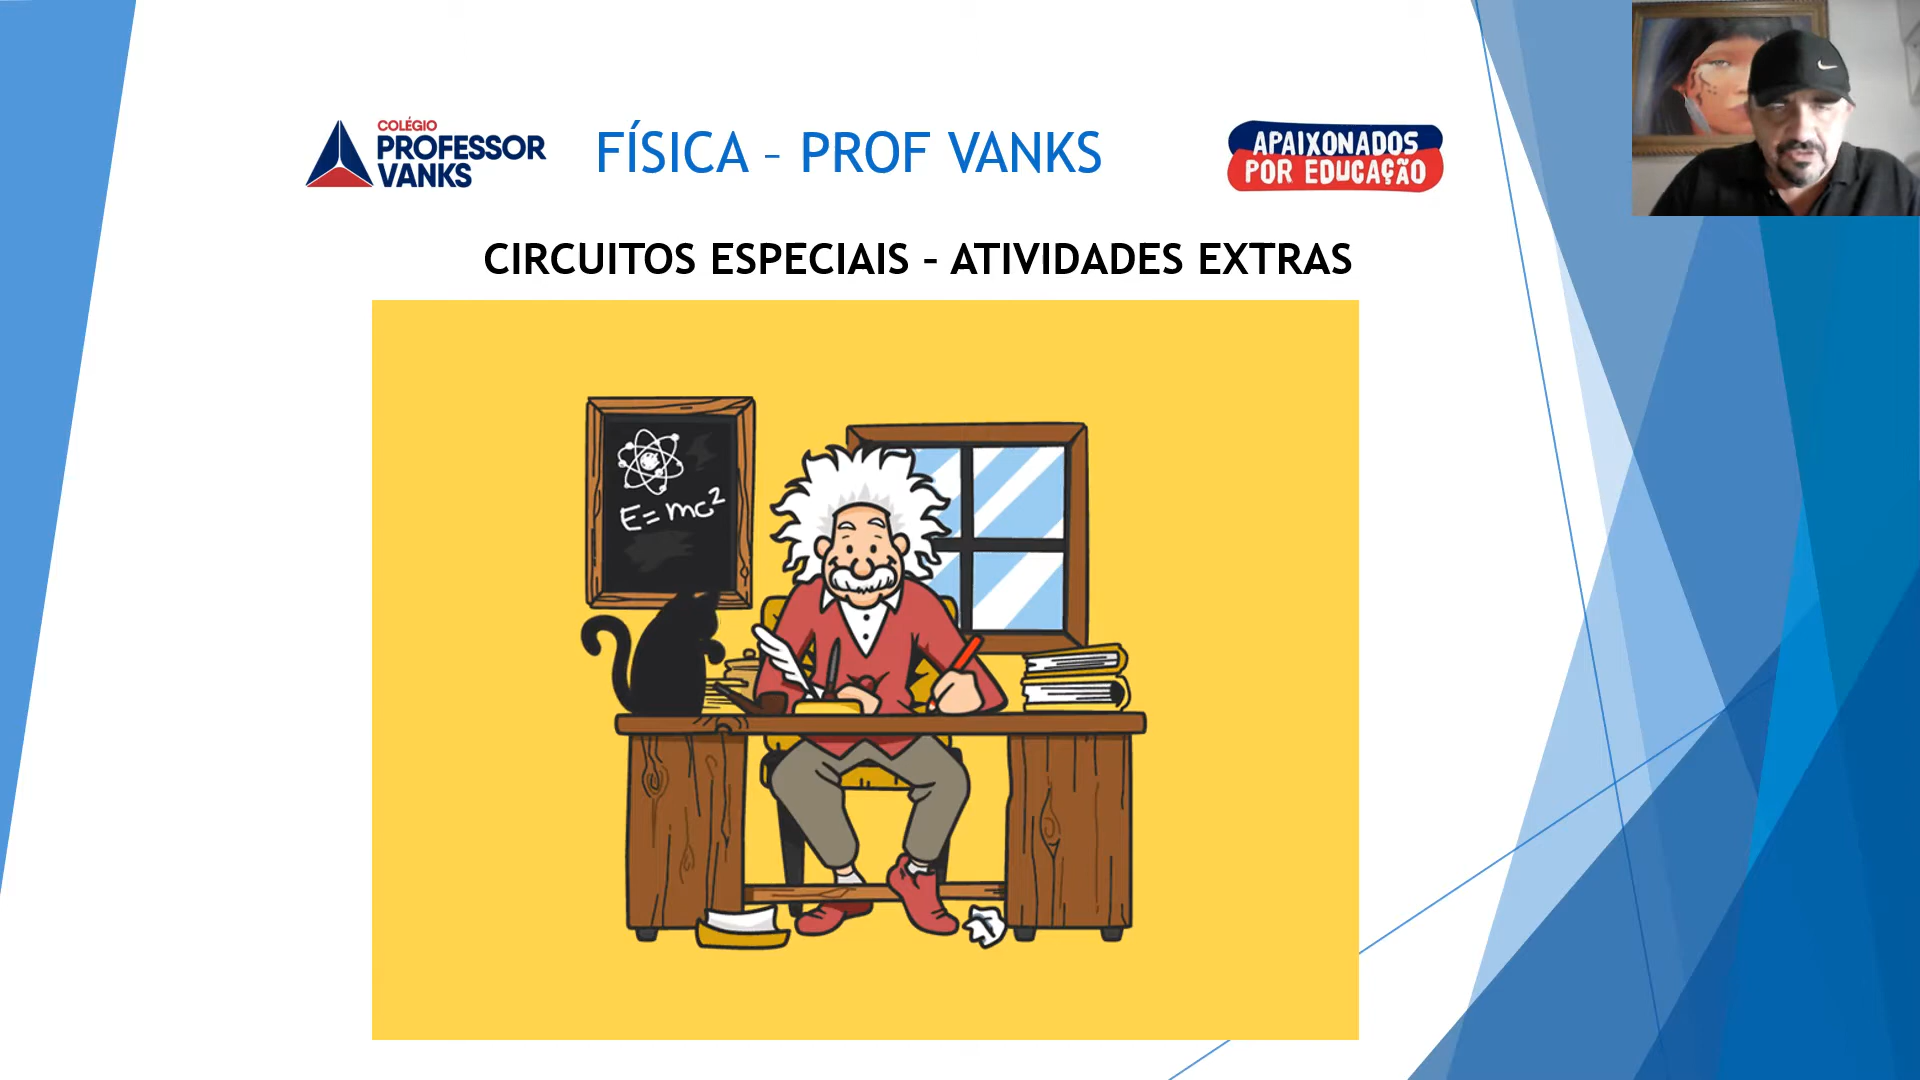 COLÉGIO
PROFESSOR
VANKS
FÍSICA – PROF VANKS
APAIXONADOS
POR EDUCAÇÃO
CIRCUITOS ESPECIAIS – ATIVIDADES EXTRAS
E=mc²